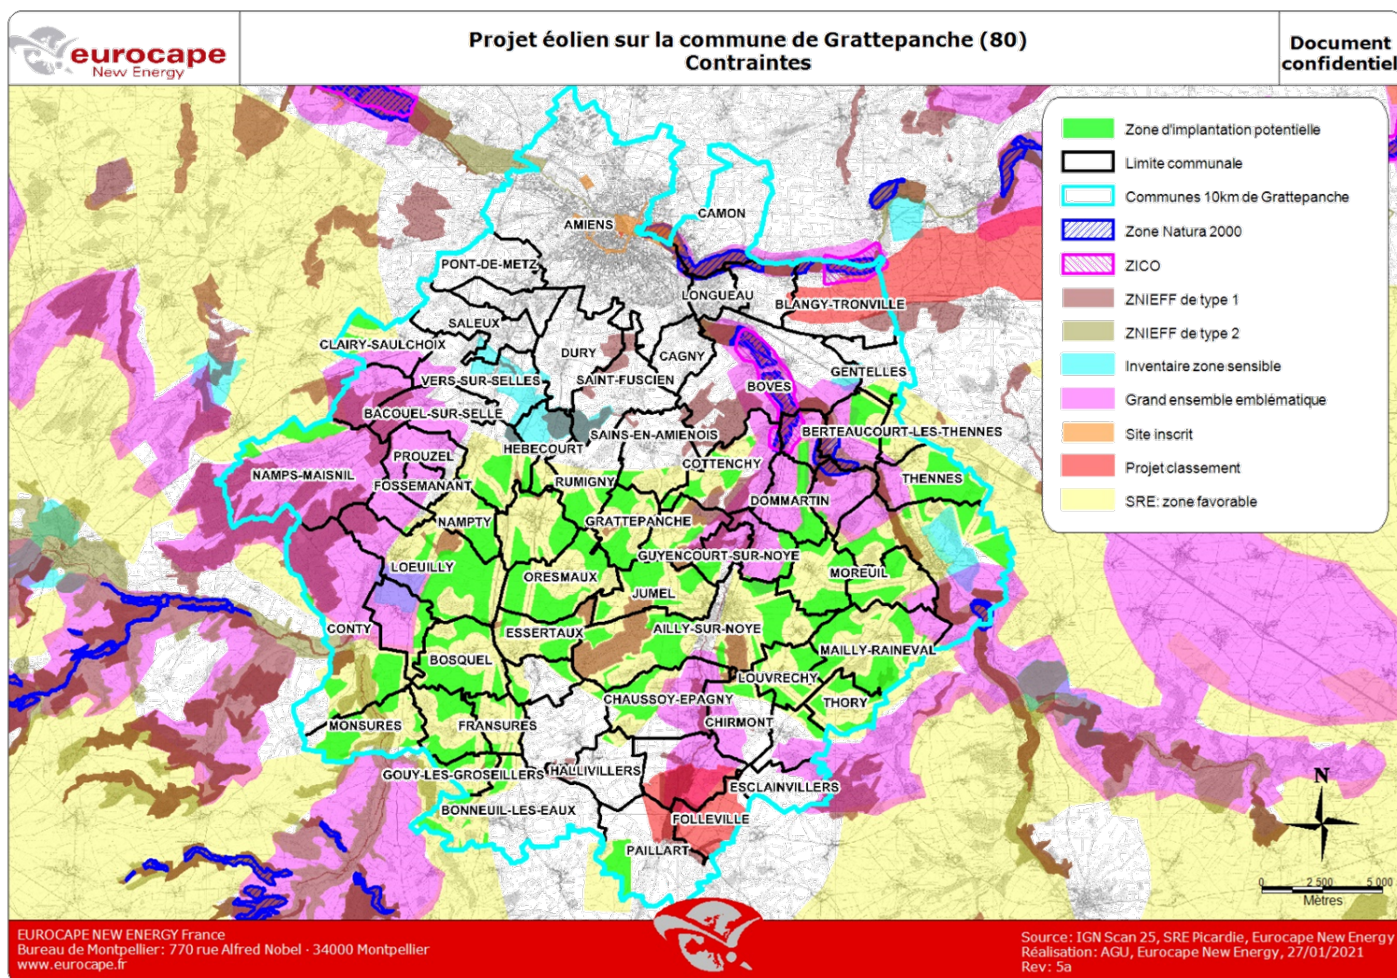 eurocape
New Energy
Projet éolien sur la commune de Grattepanche (80)
Contraintes
Document
confidentiel
Zone d'implantation potentielle
Limite communale
Communes 10km de Grattepanche
Zone Natura 2000
ZICO
ZNIEFF de type 1
ZNIEFF de type 2
Inventaire zone sensible
Grand ensemble emblématique
Site inscrit
Projet classement
SRE: zone favorable
CAMON
AMIENS
PONT-DE-METZ
LONGUEAU
BLANGY-TRONVILLE
SALEUX
CLAIRY-SAULCHOIX
DURY
CAGNY
GENTELLES
VERS-SUR-SELLES
SAINT-FUSCIEN
BOVES
BACOUEL-SUR-SELLE
SAINS-EN-AMIENOIS
BERTEAUCOURT-LES-THENNES
HEBECOURT
PROUZEL
COTTENCHY
NAMPS-MAISNIL
FOSSEMANANT
RUMIGNY
THENNES
DOMMARTIN
NAMPTY
GRATTEPANCHE
GUYENCOURT-SUR-NOYE
LOEUILLY
ORESMAUX
MOREUIL
JUMEL
CONTY
ESSERTAUX
AILLY-SUR-NOYE
MAILLY-RAINEVAL
BOSQUEL
LOUVRECHY
CHAUSSOY-EPAGNY
THORY
MONSURES
FRANSURES
CHIRMONT
GOUY-LES-GROSEILLERS
HALLIVILLERS
ESCLAINVILLERS
BONNEUIL-LES-EAUX
FOLLEVILLE
PAILLART
N
0 2 500 5 000
Mètres
EUROCAPE NEW ENERGY France
Bureau de Montpellier: 770 rue Alfred Nobel - 34000 Montpellier
www.eurocape.fr
Source: IGN Scan 25, SRE Picardie, Eurocape New Energy
Réalisation: AGU, Eurocape New Energy, 27/01/2021
Rev: 5a